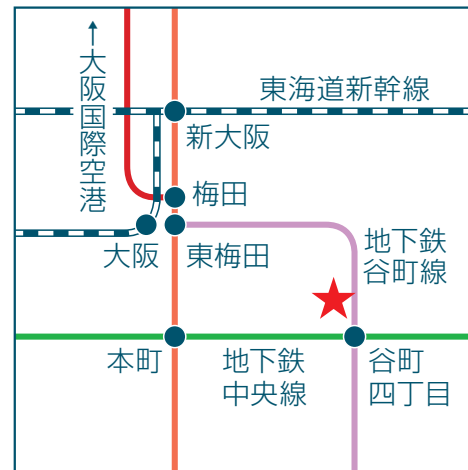 ↑
大阪国際空港
東海道新幹線
新大阪
梅田
大阪
東梅田
地下鉄
谷町線
本町
地下鉄
中央線
谷町
四丁目